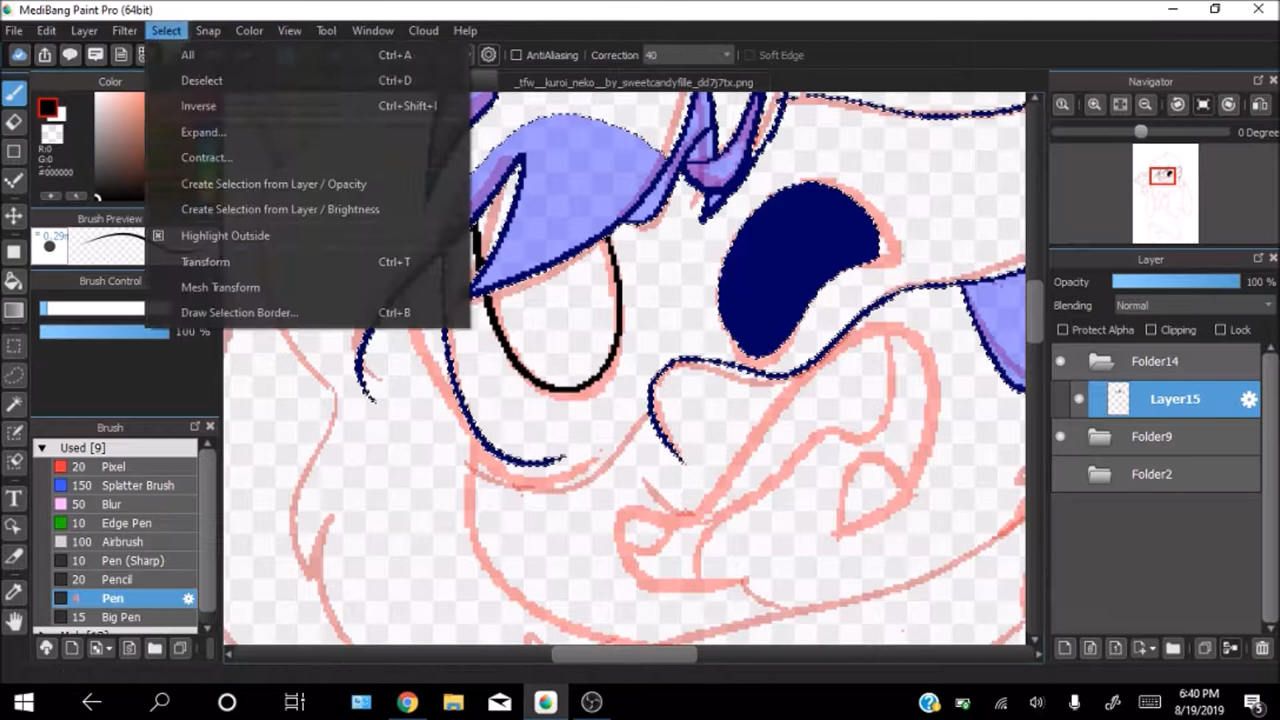 MediBang Paint Pro (64bit)
File Edit Layer Filter Select Snap Color View Tool Window Cloud Help
AntiAliasing Correction 40 Soft Edge
_tfw__kuroi_neko__by_sweetcandyfille_dd7j7tx.png
Color
R:0
G:0
#000000
Brush Preview
Brush Control
100 %
All Ctrl+A
Deselect Ctrl+D
Inverse Ctrl+Shift+I
Expand...
Contract...
Create Selection from Layer / Opacity
Create Selection from Layer / Brightness
Highlight Outside
Transform Ctrl+T
Mesh Transform
Draw Selection Border... Ctrl+B
Brush
Used [9]
20 Pixel
150 Splatter Brush
50 Blur
10 Edge Pen
100 Airbrush
10 Pen (Sharp)
20 Pencil
4 Pen
15 Big Pen
Navigator
0 Degree
Layer
Opacity 100 %
Blending Normal
Protect Alpha Clipping Lock
Folder14
Layer15
Folder9
Folder2
6:40 PM
8/19/2019
5